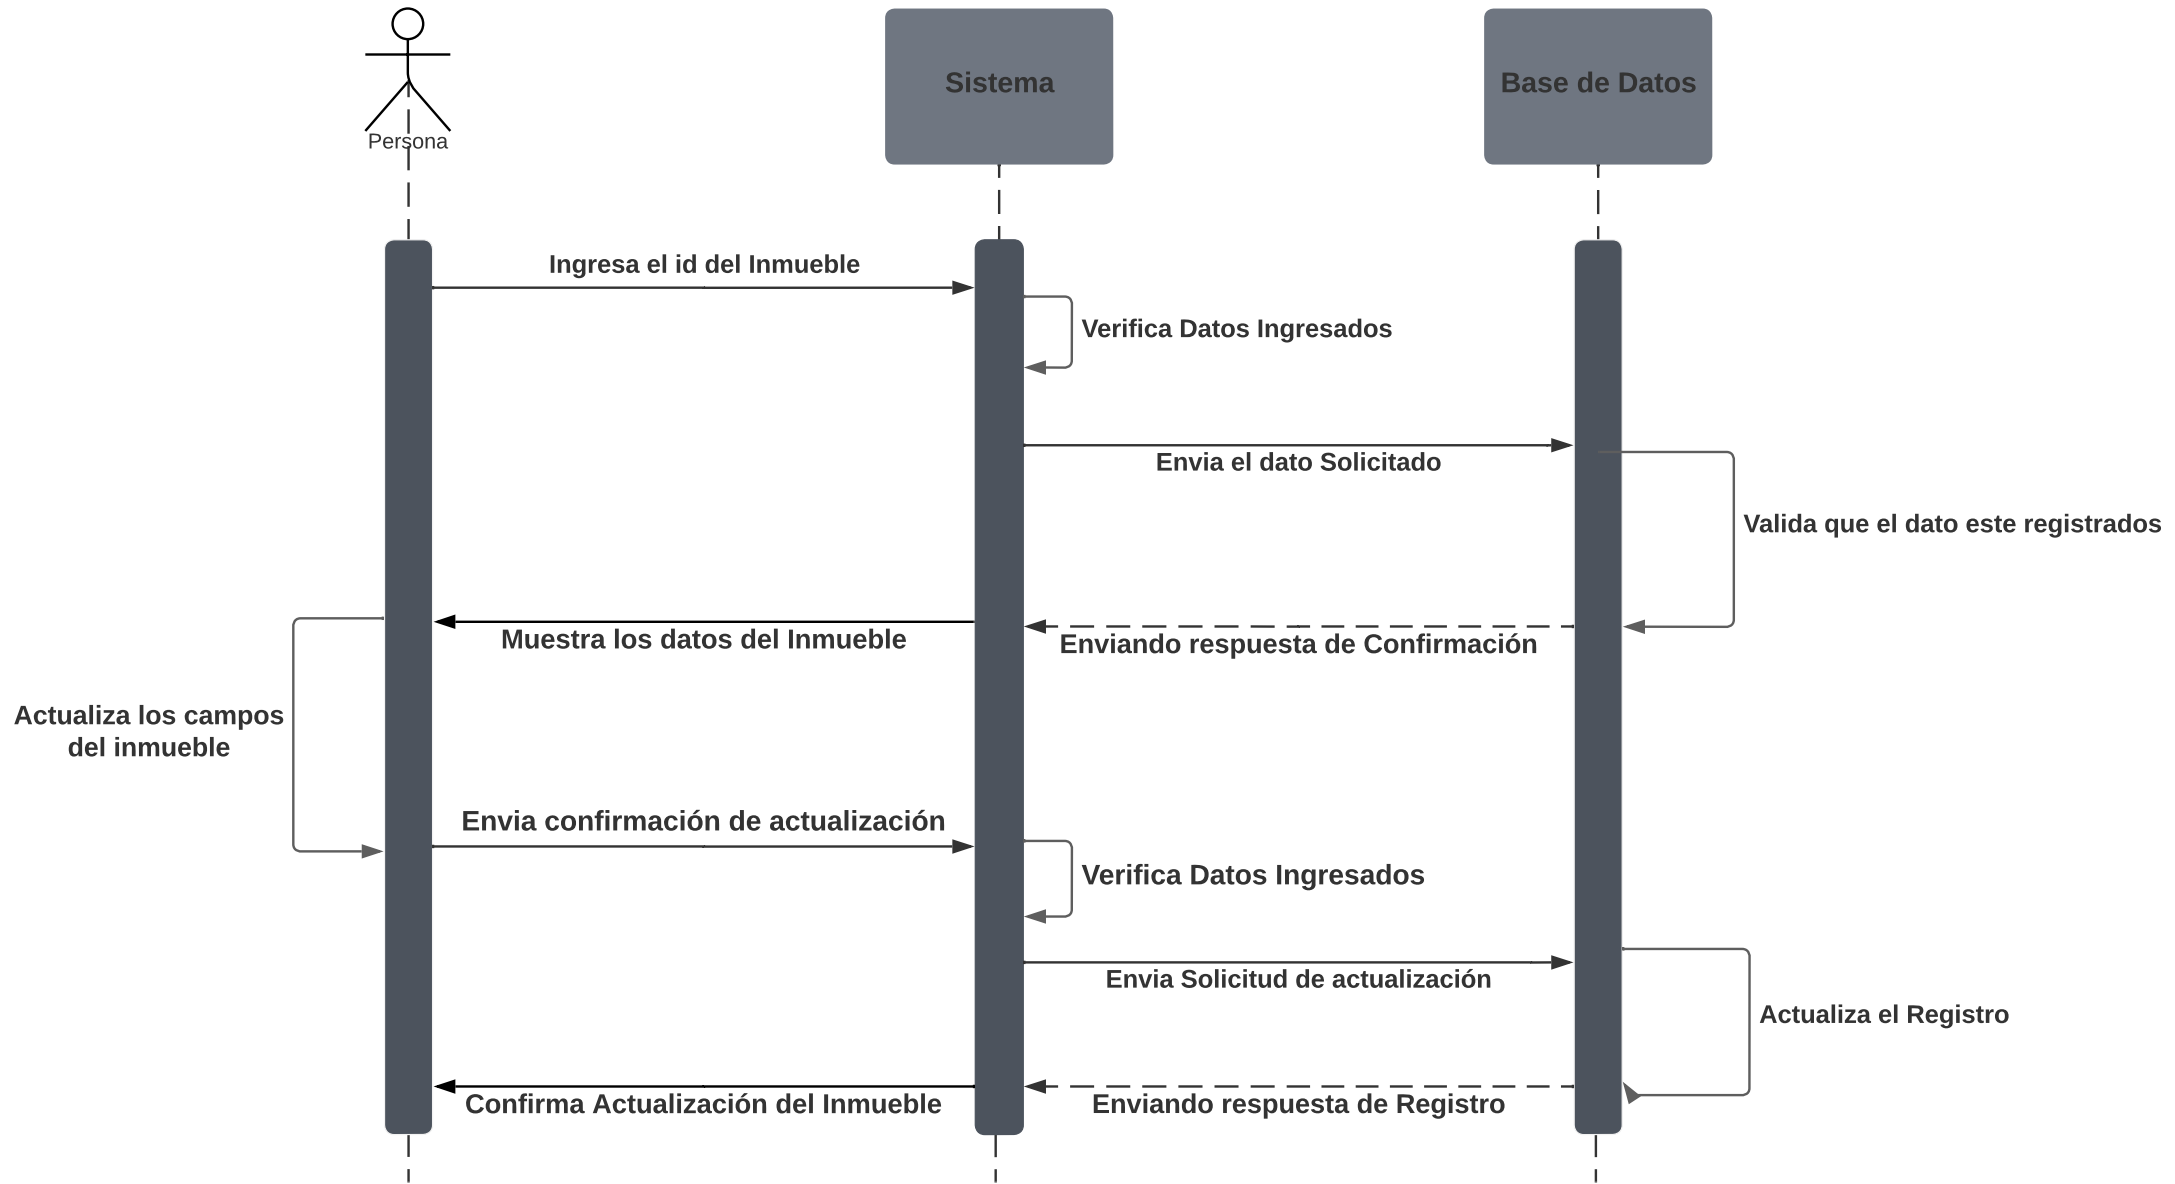 Persona
Sistema
Base de Datos
Ingresa el id del Inmueble
Verifica Datos Ingresados
Envia el dato Solicitado
Valida que el dato este registrados
Muestra los datos del Inmueble
Enviando respuesta de Confirmación
Actualiza los campos
del inmueble
Envia confirmación de actualización
Verifica Datos Ingresados
Envia Solicitud de actualización
Actualiza el Registro
Confirma Actualización del Inmueble
Enviando respuesta de Registro